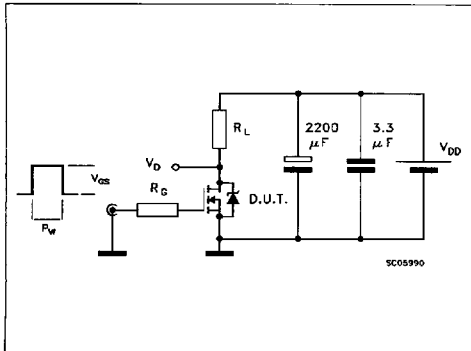 R_L
2200 µF
3.3 µF
V_DD
V_D
V_GS
R_G
D.U.T.
P_W
SC05990